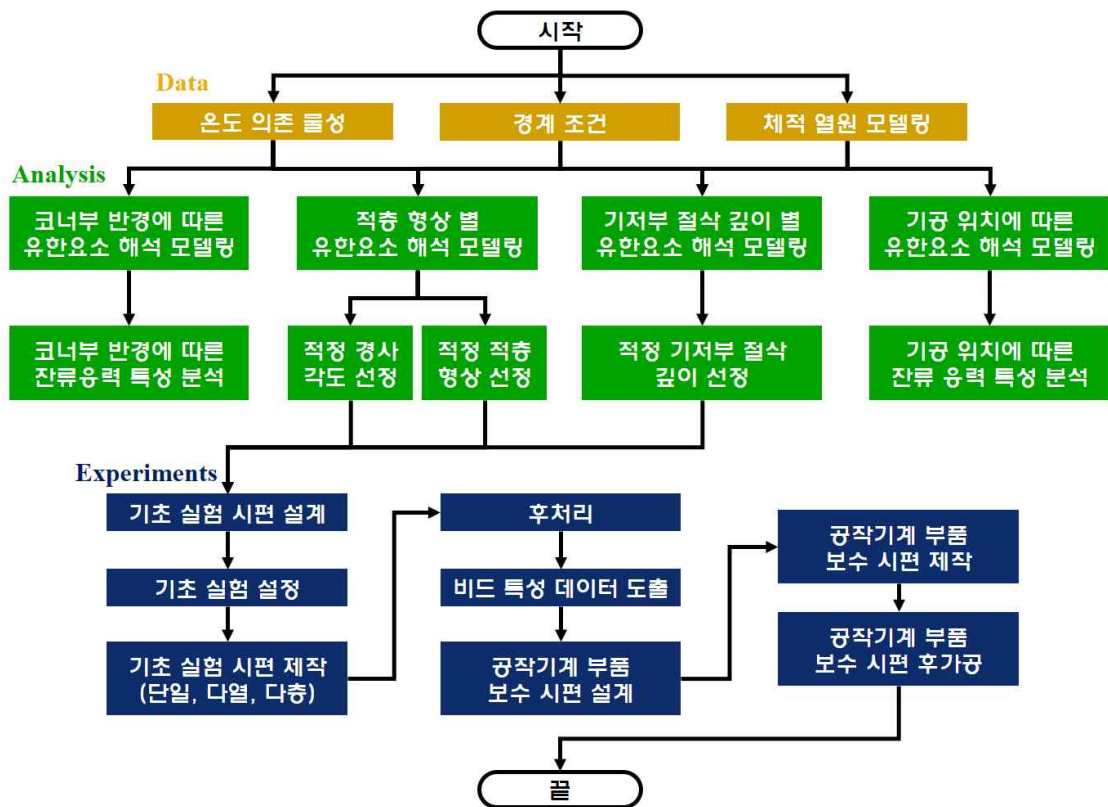 시작
Data
온도 의존 물성
경계 조건
체적 열원 모델링
Analysis
코너부 반경에 따른
유한요소 해석 모델링
적층 형상 별
유한요소 해석 모델링
기저부 절삭 깊이 별
유한요소 해석 모델링
기공 위치에 따른
유한요소 해석 모델링
코너부 반경에 따른
잔류응력 특성 분석
적정 경사
각도 선정
적정 적층
형상 선정
적정 기저부 절삭
깊이 선정
기공 위치에 따른
잔류 응력 특성 분석
Experiments
기초 실험 시편 설계
기초 실험 설정
기초 실험 시편 제작
(단일, 다열, 다층)
후처리
비드 특성 데이터 도출
공작기계 부품
보수 시편 설계
공작기계 부품
보수 시편 제작
공작기계 부품
보수 시편 후가공
끝